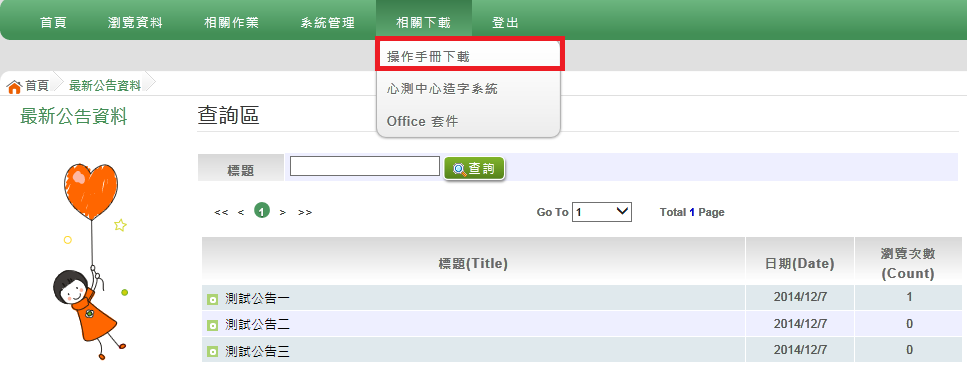 首頁 瀏覽資料 相關作業 系統管理 相關下載 登出
操作手冊下載
心測中心造字系統
Office 套件
首頁 最新公告資料
最新公告資料
查詢區
標題 查詢
<< < 1 > >> Go To 1 Total 1 Page
標題(Title) 日期(Date) 瀏覽次數
(Count)
測試公告一 2014/12/7 1
測試公告二 2014/12/7 0
測試公告三 2014/12/7 0